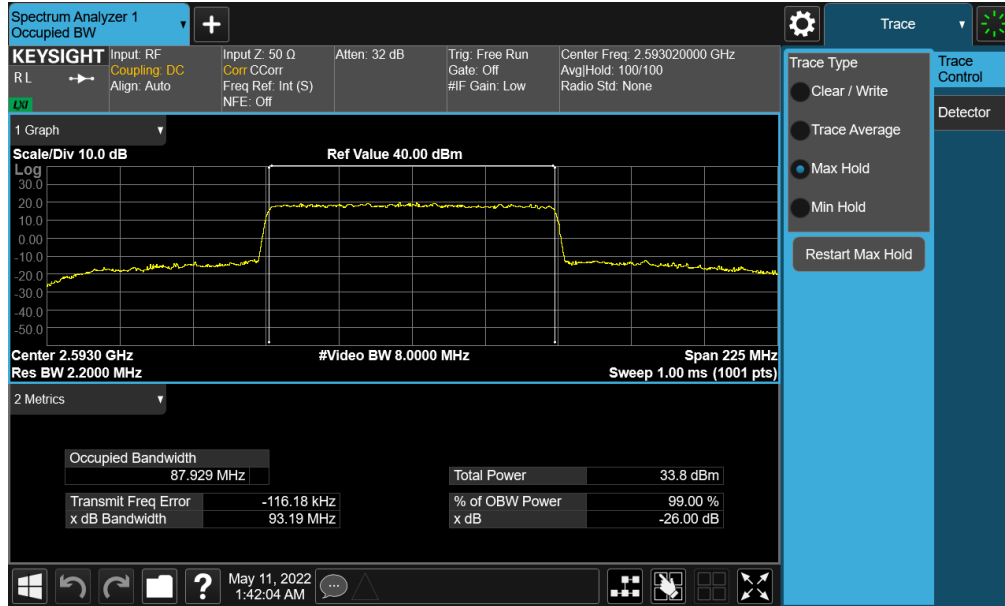 Spectrum Analyzer 1
Occupied BW
Trace
KEYSIGHT
R L
LXI
Input: RF
Coupling: DC
Align: Auto
Input Z: 50 Ω
Corr CCorr
Freq Ref: Int (S)
NFE: Off
Atten: 32 dB
Trig: Free Run
Gate: Off
#IF Gain: Low
Center Freq: 2.593020000 GHz
Avg|Hold: 100/100
Radio Std: None
Trace Type
Clear / Write
Trace Average
Max Hold
Min Hold
Restart Max Hold
Trace
Control
Detector
1 Graph
Scale/Div 10.0 dB
Ref Value 40.00 dBm
Log
30.0
20.0
10.0
0.00
-10.0
-20.0
-30.0
-40.0
-50.0
Center 2.5930 GHz
#Video BW 8.0000 MHz
Span 225 MHz
Res BW 2.2000 MHz
Sweep 1.00 ms (1001 pts)
2 Metrics
Occupied Bandwidth
87.929 MHz
Total Power 33.8 dBm
Transmit Freq Error -116.18 kHz
% of OBW Power 99.00 %
x dB Bandwidth 93.19 MHz
x dB -26.00 dB
?
May 11, 2022
1:42:04 AM